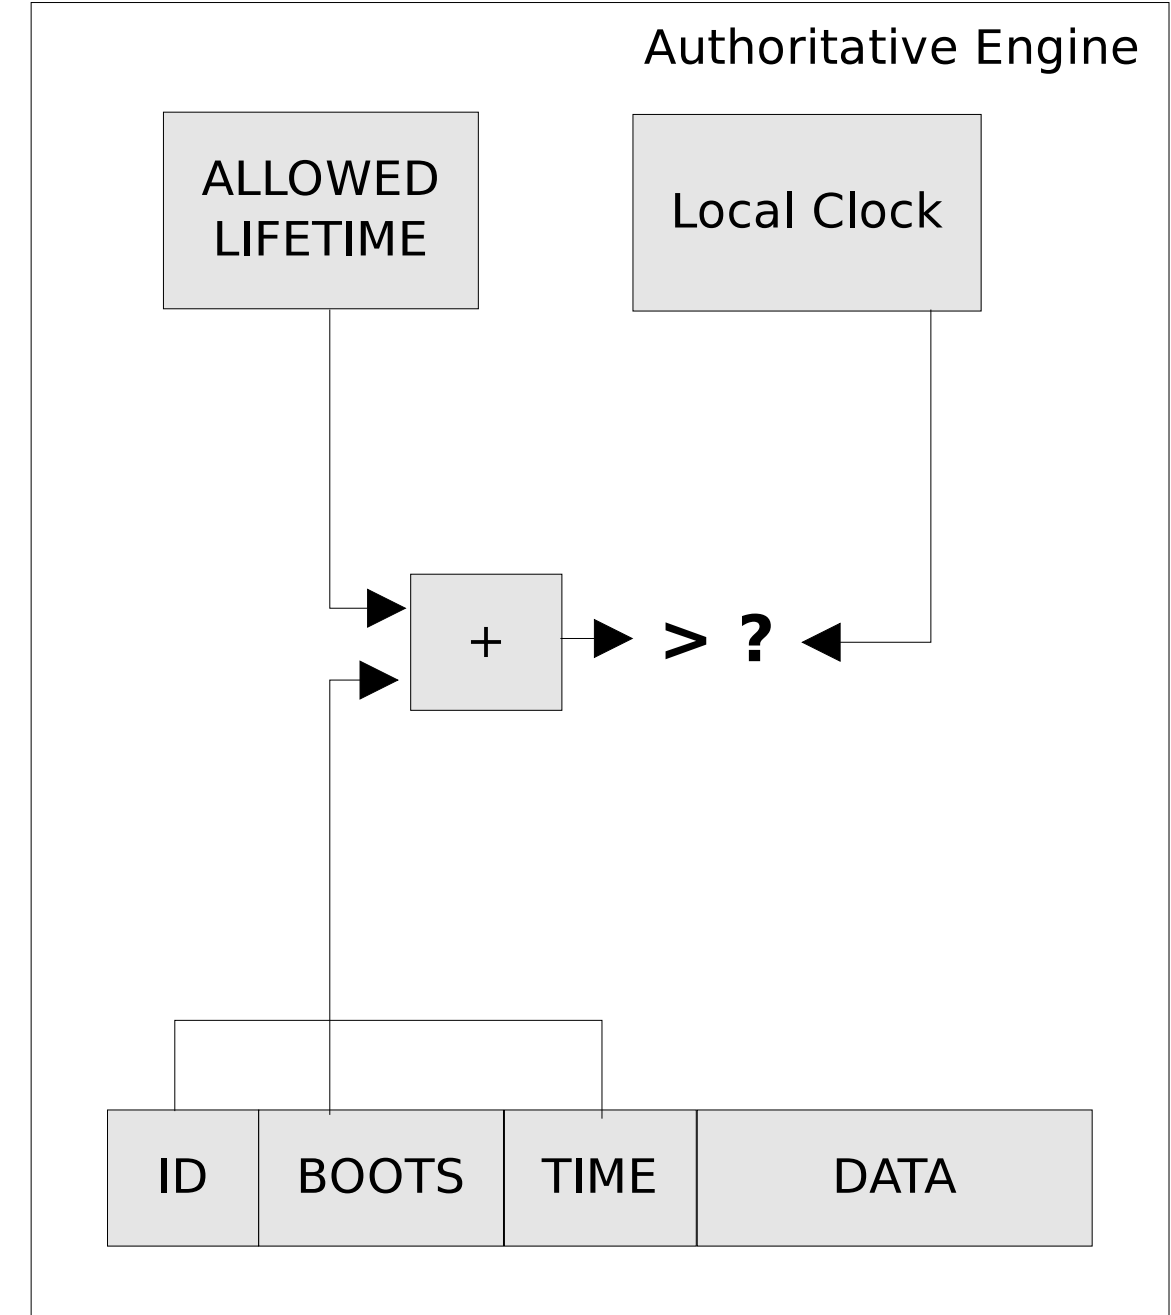 Authoritative Engine
ALLOWED
LIFETIME
Local Clock
+
> ?
ID
BOOTS
TIME
DATA